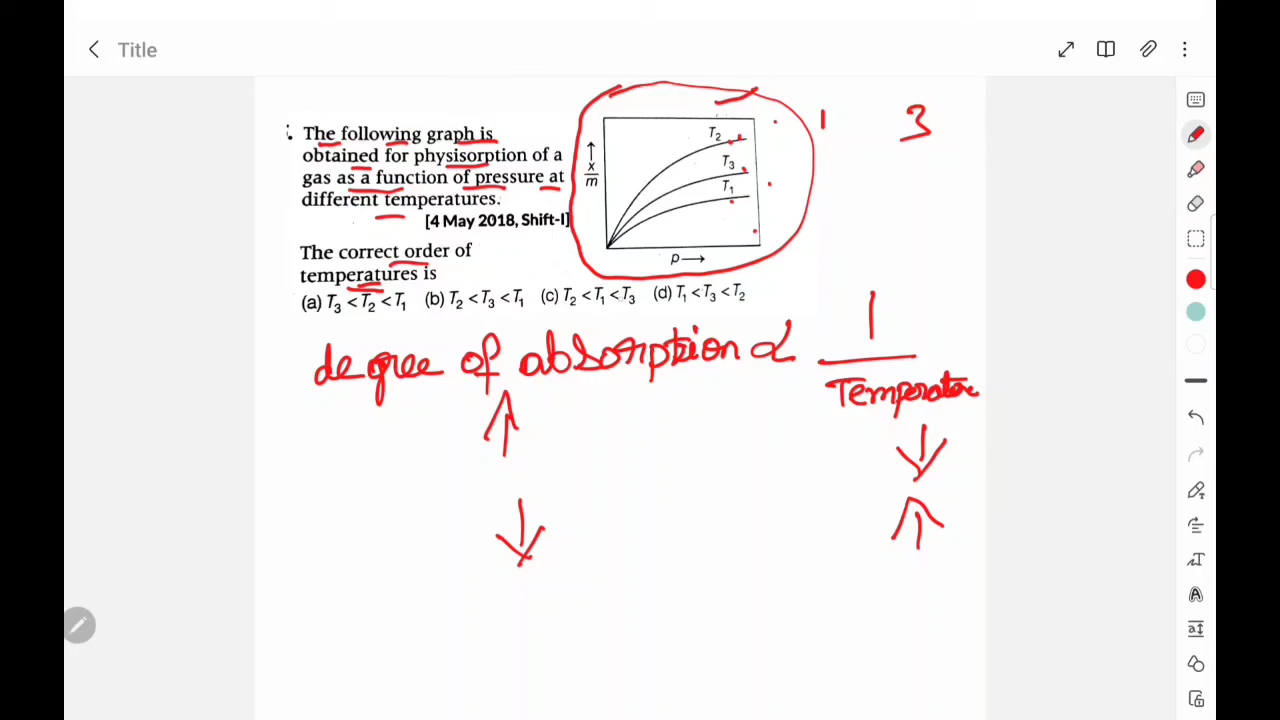 Title
The following graph is
obtained for physisorption of a
gas as a function of pressure at
different temperatures.
[4 May 2018, Shift-I]
The correct order of
temperatures is
(a) T3 < T2 < T1 (b) T2 < T3 < T1 (c) T2 < T1 < T3 (d) T1 < T3 < T2
x
m
T2
T3
T1
p
1 3
degree of absorption ∝ 1
Temperature